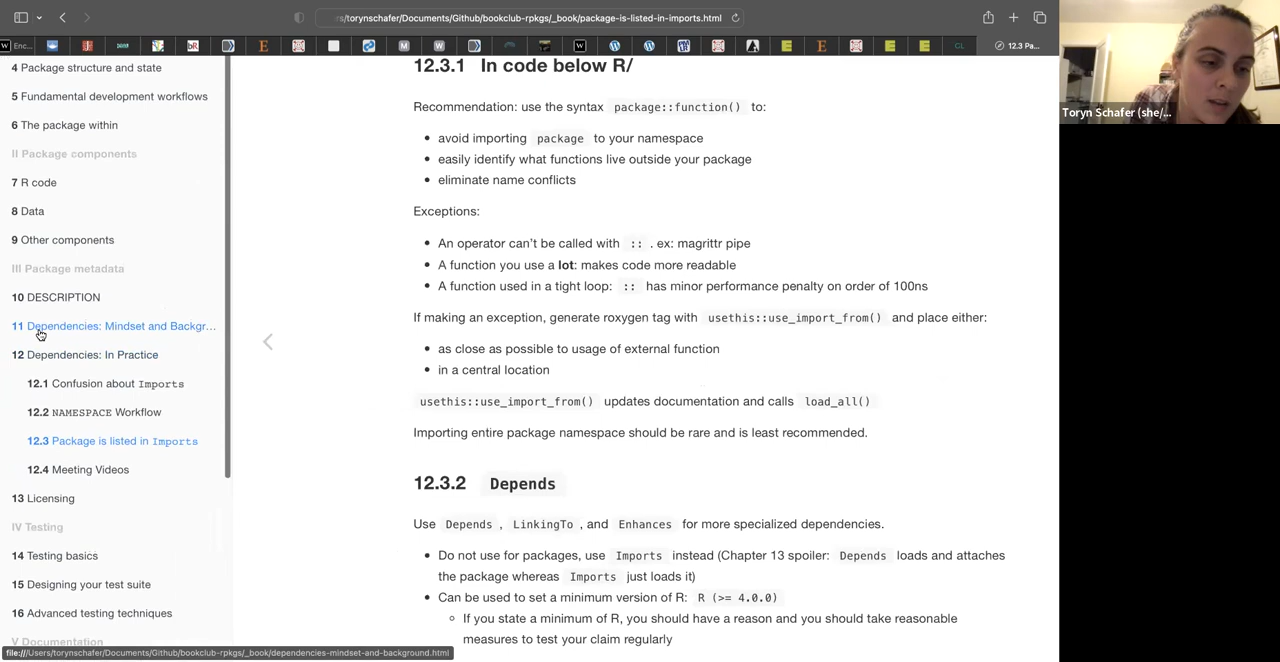 rs/torynschafer/Documents/Github/bookclub-rpkgs/_book/package-is-listed-in-imports.html
W Enc...
12.3 Pa...
4 Package structure and state
5 Fundamental development workflows
6 The package within
II Package components
7 R code
8 Data
9 Other components
III Package metadata
10 DESCRIPTION
11 Dependencies: Mindset and Backgr...
12 Dependencies: In Practice
12.1 Confusion about Imports
12.2 NAMESPACE Workflow
12.3 Package is listed in Imports
12.4 Meeting Videos
13 Licensing
IV Testing
14 Testing basics
15 Designing your test suite
16 Advanced testing techniques
V Documentation
file:///Users/torynschafer/Documents/Github/bookclub-rpkgs/_book/dependencies-mindset-and-background.html
12.3.1 In code below R/
Recommendation: use the syntax package::function() to:
• avoid importing package to your namespace
• easily identify what functions live outside your package
• eliminate name conflicts
Exceptions:
• An operator can't be called with :: . ex: magrittr pipe
• A function you use a lot: makes code more readable
• A function used in a tight loop: :: has minor performance penalty on order of 100ns
If making an exception, generate roxygen tag with usethis::use_import_from() and place either:
• as close as possible to usage of external function
• in a central location
usethis::use_import_from() updates documentation and calls load_all()
Importing entire package namespace should be rare and is least recommended.
12.3.2 Depends
Use Depends , LinkingTo , and Enhances for more specialized dependencies.
• Do not use for packages, use Imports instead (Chapter 13 spoiler: Depends loads and attaches
the package whereas Imports just loads it)
• Can be used to set a minimum version of R: R (>= 4.0.0)
◦ If you state a minimum of R, you should have a reason and you should take reasonable
measures to test your claim regularly
Toryn Schafer (she/...